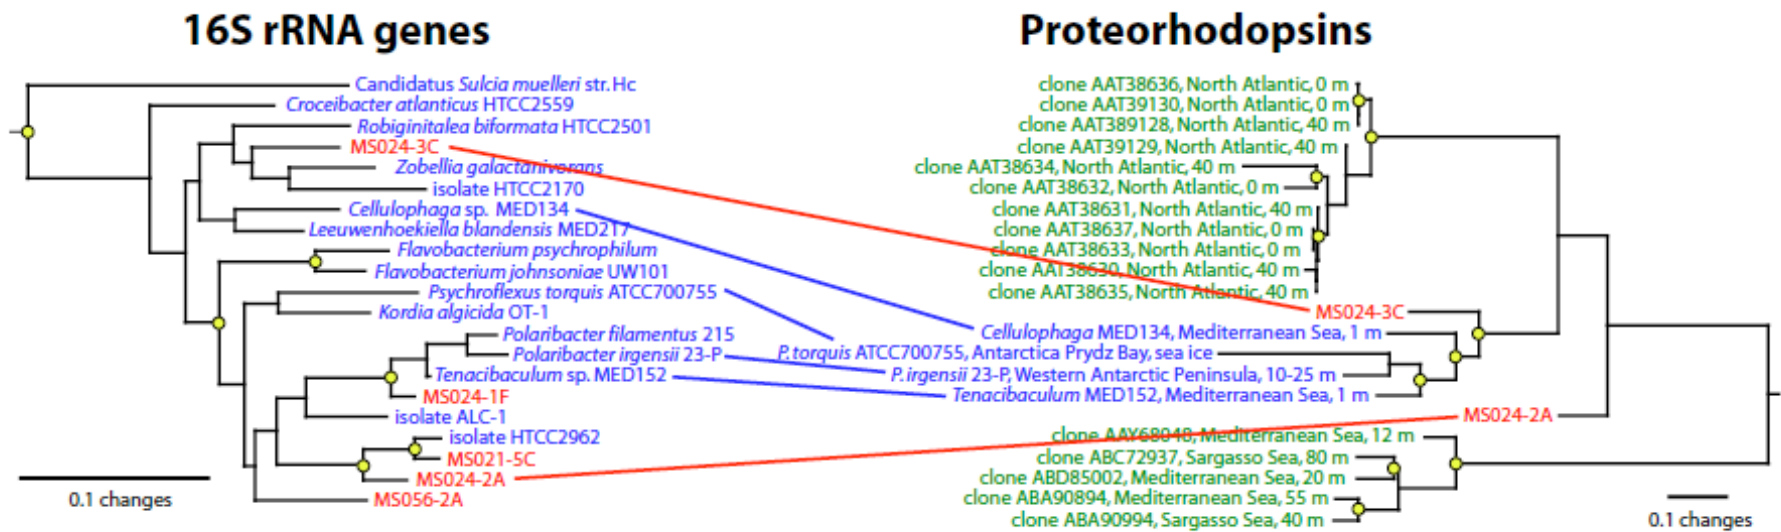 16S rRNA genes
Candidatus Sulcia muelleri str. Hc
Croceibacter atlanticus HTCC2559
Robiginitalea biformata HTCC2501
MS024-3C
Zobellia galactanivorans
isolate HTCC2170
Cellulophaga sp. MED134
Leeuwenhoekiella blandensis MED217
Flavobacterium psychrophilum
Flavobacterium johnsoniae UW101
Psychroflexus torquis ATCC700755
Kordia algicida OT-1
Polaribacter filamentus 215
Polaribacter irgensii 23-P
Tenacibaculum sp. MED152
MS024-1F
isolate ALC-1
isolate HTCC2962
MS021-5C
MS024-2A
MS056-2A
0.1 changes
Proteorhodopsins
clone AAT38636, North Atlantic, 0 m
clone AAT39130, North Atlantic, 0 m
clone AAT389128, North Atlantic, 40 m
clone AAT39129, North Atlantic, 40 m
clone AAT38634, North Atlantic, 40 m
clone AAT38632, North Atlantic, 0 m
clone AAT38631, North Atlantic, 40 m
clone AAT38637, North Atlantic, 0 m
clone AAT38633, North Atlantic, 0 m
clone AAT38630, North Atlantic, 40 m
clone AAT38635, North Atlantic, 40 m
MS024-3C
Cellulophaga MED134, Mediterranean Sea, 1 m
P. torquis ATCC700755, Antarctica Prydz Bay, sea ice
P. irgensii 23-P, Western Antarctic Peninsula, 10-25 m
Tenacibaculum MED152, Mediterranean Sea, 1 m
MS024-2A
clone AAY68048, Mediterranean Sea, 12 m
clone ABC72937, Sargasso Sea, 80 m
clone ABD85002, Mediterranean Sea, 20 m
clone ABA90894, Mediterranean Sea, 55 m
clone ABA90994, Sargasso Sea, 40 m
0.1 changes